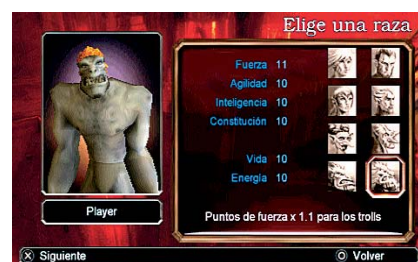 Elige una raza
Fuerza 11
Agilidad 10
Inteligencia 10
Constitución 10
Vida 10
Energía 10
Player
Puntos de fuerza x 1.1 para los trolls
X Siguiente
O Volver